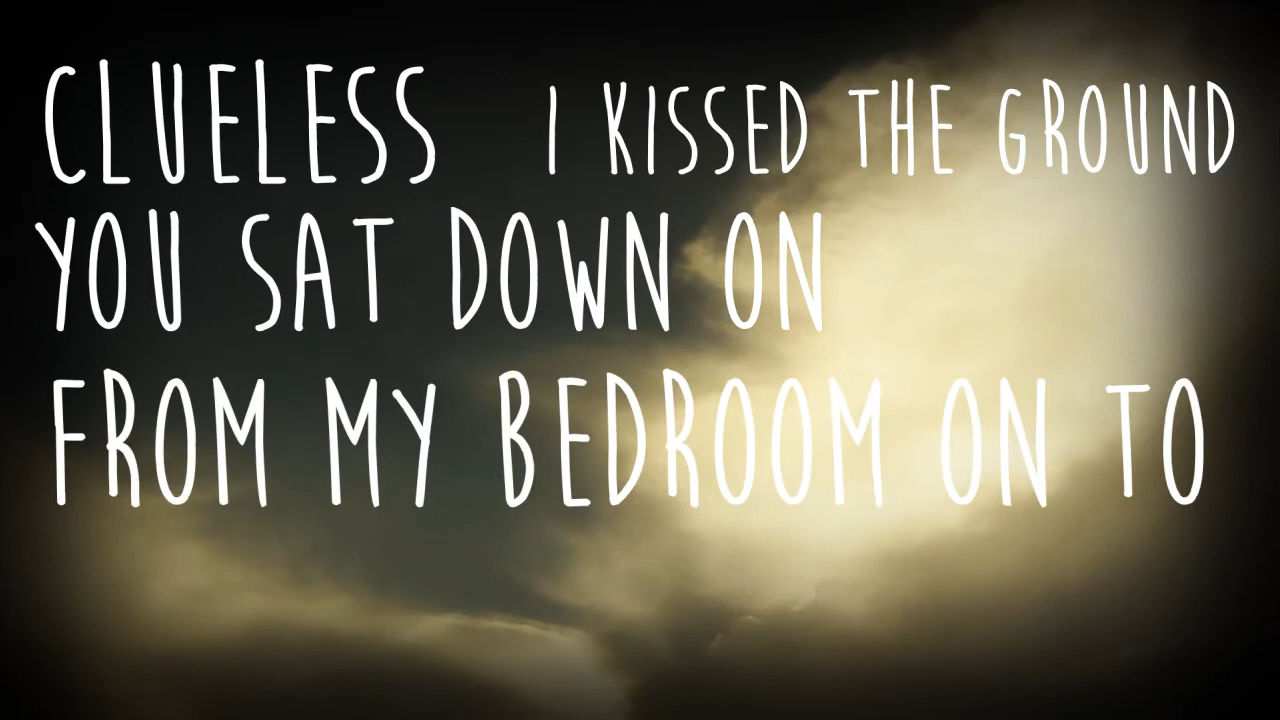 CLUELESS I KISSED THE GROUND
YOU SAT DOWN ON
FROM MY BEDROOM ON TO